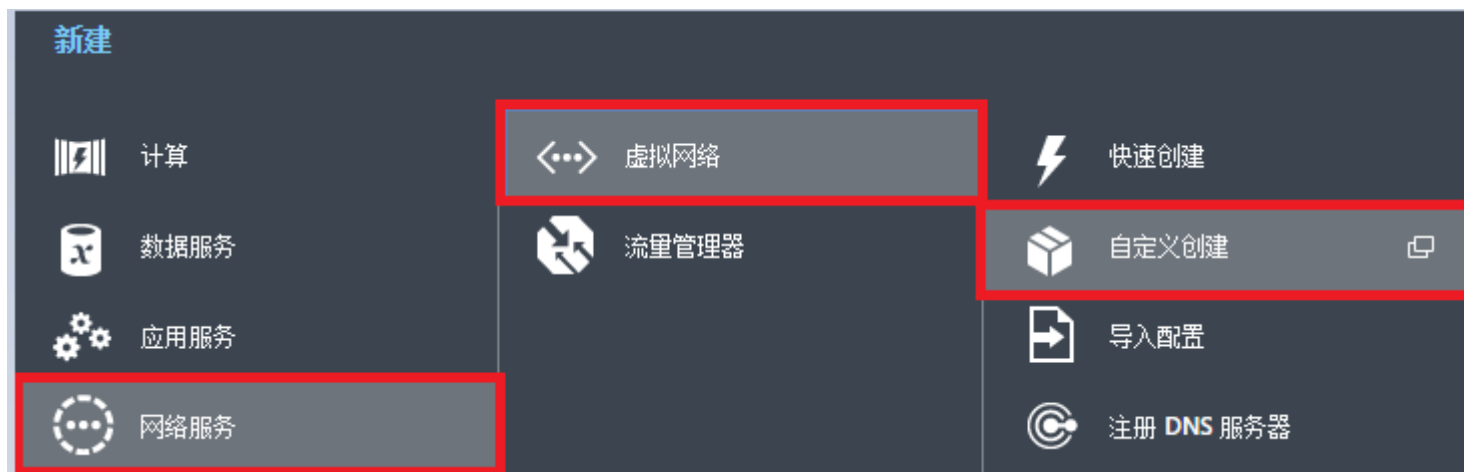 新建
计算
数据服务
应用服务
网络服务
虚拟网络
流量管理器
快速创建
自定义创建
导入配置
注册 DNS 服务器